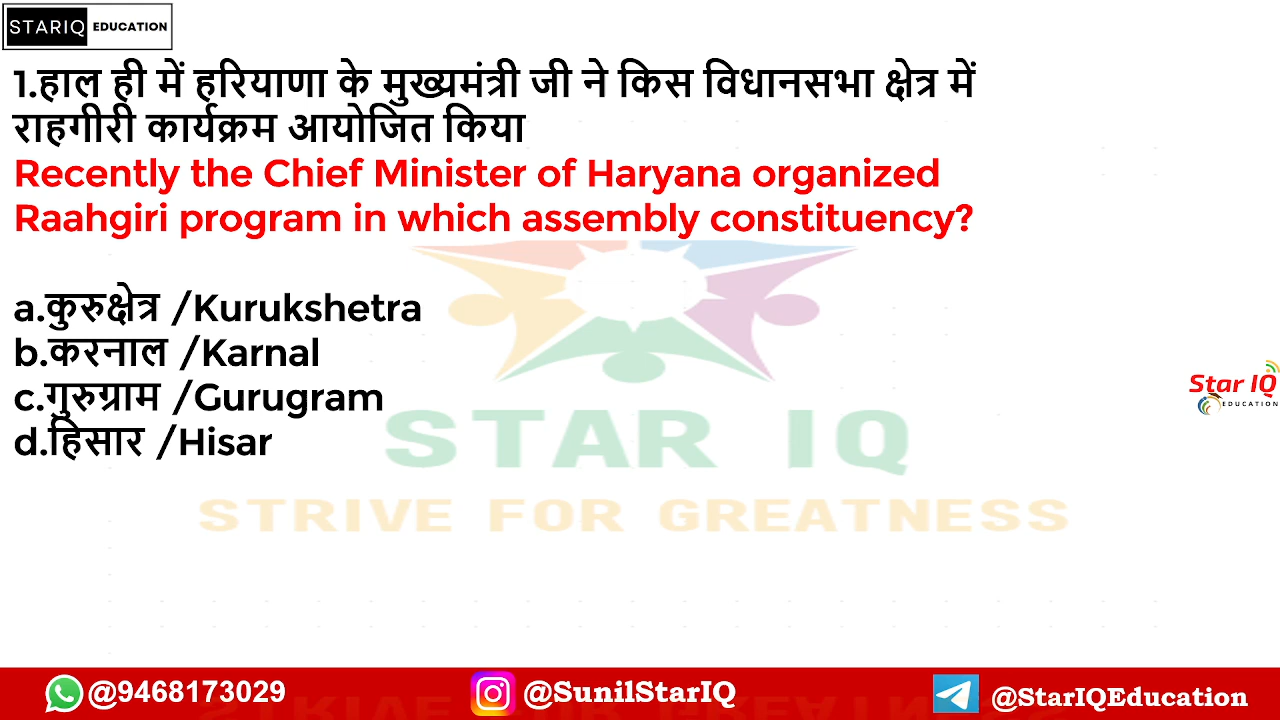 STARIQ EDUCATION
1.हाल ही में हरियाणा के मुख्यमंत्री जी ने किस विधानसभा क्षेत्र में
राहगीरी कार्यक्रम आयोजित किया
Recently the Chief Minister of Haryana organized
Raahgiri program in which assembly constituency?
a.कुरुक्षेत्र /Kurukshetra
b.करनाल /Karnal
c.गुरुग्राम /Gurugram
d.हिसार /Hisar
Star IQ
EDUCATION
STAR IQ
STRIVE FOR GREATNESS
@9468173029 @SunilStarIQ @StarIQEducation